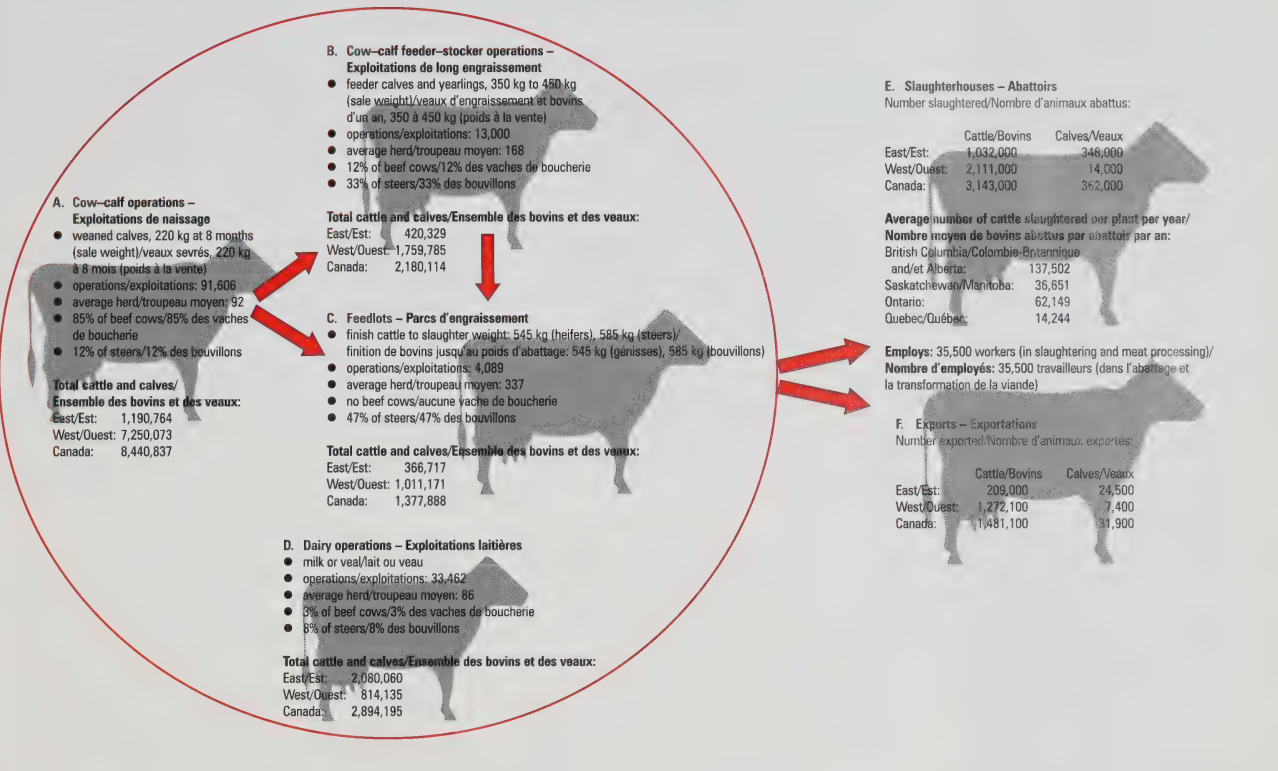 A. Cow–calf operations –
Exploitations de naissage
● weaned calves, 220 kg at 8 months
(sale weight)/veaux sevrés, 220 kg
à 8 mois (poids à la vente)
● operations/exploitations: 91,606
● average herd/troupeau moyen: 92
● 85% of beef cows/85% des vaches
de boucherie
● 12% of steers/12% des bouvillons
Total cattle and calves/
Ensemble des bovins et des veaux:
East/Est: 1,190,764
West/Ouest: 7,250,073
Canada: 8,440,837
B. Cow–calf feeder–stocker operations –
Exploitations de long engraissement
● feeder calves and yearlings, 350 kg to 450 kg
(sale weight)/veaux d'engraissement et bovins
d'un an, 350 à 450 kg (poids à la vente)
● operations/exploitations: 13,000
● average herd/troupeau moyen: 168
● 12% of beef cows/12% des vaches de boucherie
● 33% of steers/33% des bouvillons
Total cattle and calves/Ensemble des bovins et des veaux:
East/Est: 420,329
West/Ouest: 1,759,785
Canada: 2,180,114
C. Feedlots – Parcs d'engraissement
● finish cattle to slaughter weight: 545 kg (heifers), 585 kg (steers)/
finition de bovins jusqu'au poids d'abattage: 545 kg (génisses), 585 kg (bouvillons)
● operations/exploitations: 4,089
● average herd/troupeau moyen: 337
● no beef cows/aucune vache de boucherie
● 47% of steers/47% des bouvillons
Total cattle and calves/Ensemble des bovins et des veaux:
East/Est: 366,717
West/Ouest: 1,011,171
Canada: 1,377,888
D. Dairy operations – Exploitations laitières
● milk or veal/lait ou veau
● operations/exploitations: 33,462
● average herd/troupeau moyen: 86
● 3% of beef cows/3% des vaches de boucherie
● 8% of steers/8% des bouvillons
Total cattle and calves/Ensemble des bovins et des veaux:
East/Est: 2,080,060
West/Ouest: 814,135
Canada: 2,894,195
E. Slaughterhouses – Abattoirs
Number slaughtered/Nombre d'animaux abattus:
Cattle/Bovins Calves/Veaux
East/Est: 1,032,000 348,000
West/Ouest: 2,111,000 14,000
Canada: 3,143,000 362,000
Average number of cattle slaughtered per plant per year/
Nombre moyen de bovins abattus par abattoir par an:
British Columbia/Colombie-Britannique
and/et Alberta: 137,502
Saskatchewan/Manitoba: 36,651
Ontario: 62,149
Quebec/Québec: 14,244
Employs: 35,500 workers (in slaughtering and meat processing)/
Nombre d'employés: 35,500 travailleurs (dans l'abattage et
la transformation de la viande)
F. Exports – Exportations
Number exported/Nombre d'animaux exportés:
Cattle/Bovins Calves/Veaux
East/Est: 209,000 24,500
West/Ouest: 1,272,100 7,400
Canada: 1,481,100 31,900